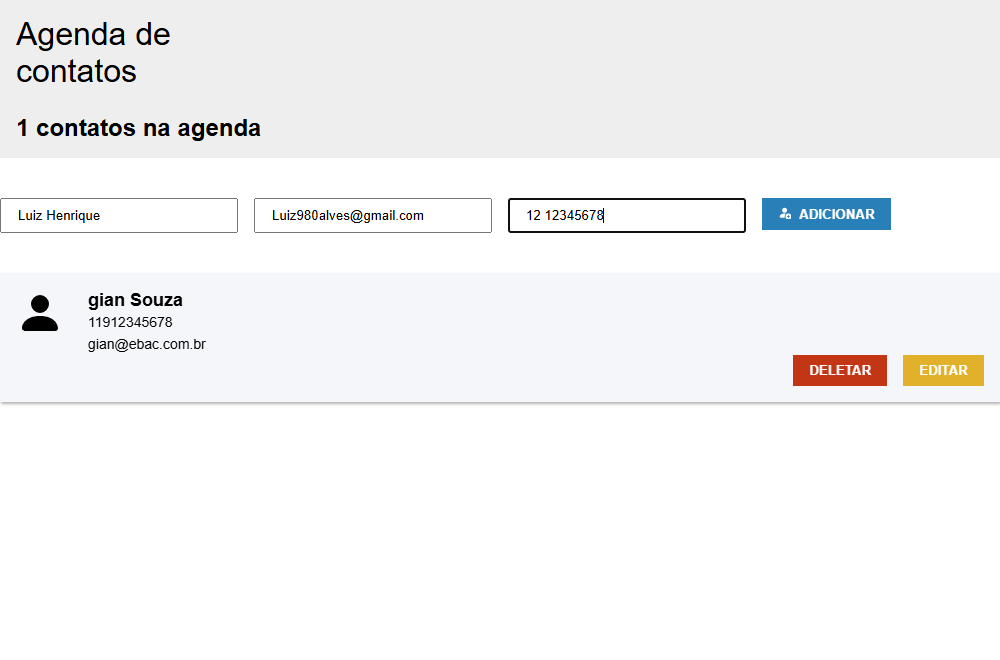 Agenda de
contatos
1 contatos na agenda
Luiz Henrique
Luiz980alves@gmail.com
12 12345678
ADICIONAR
gian Souza
11912345678
gian@ebac.com.br
DELETAR
EDITAR